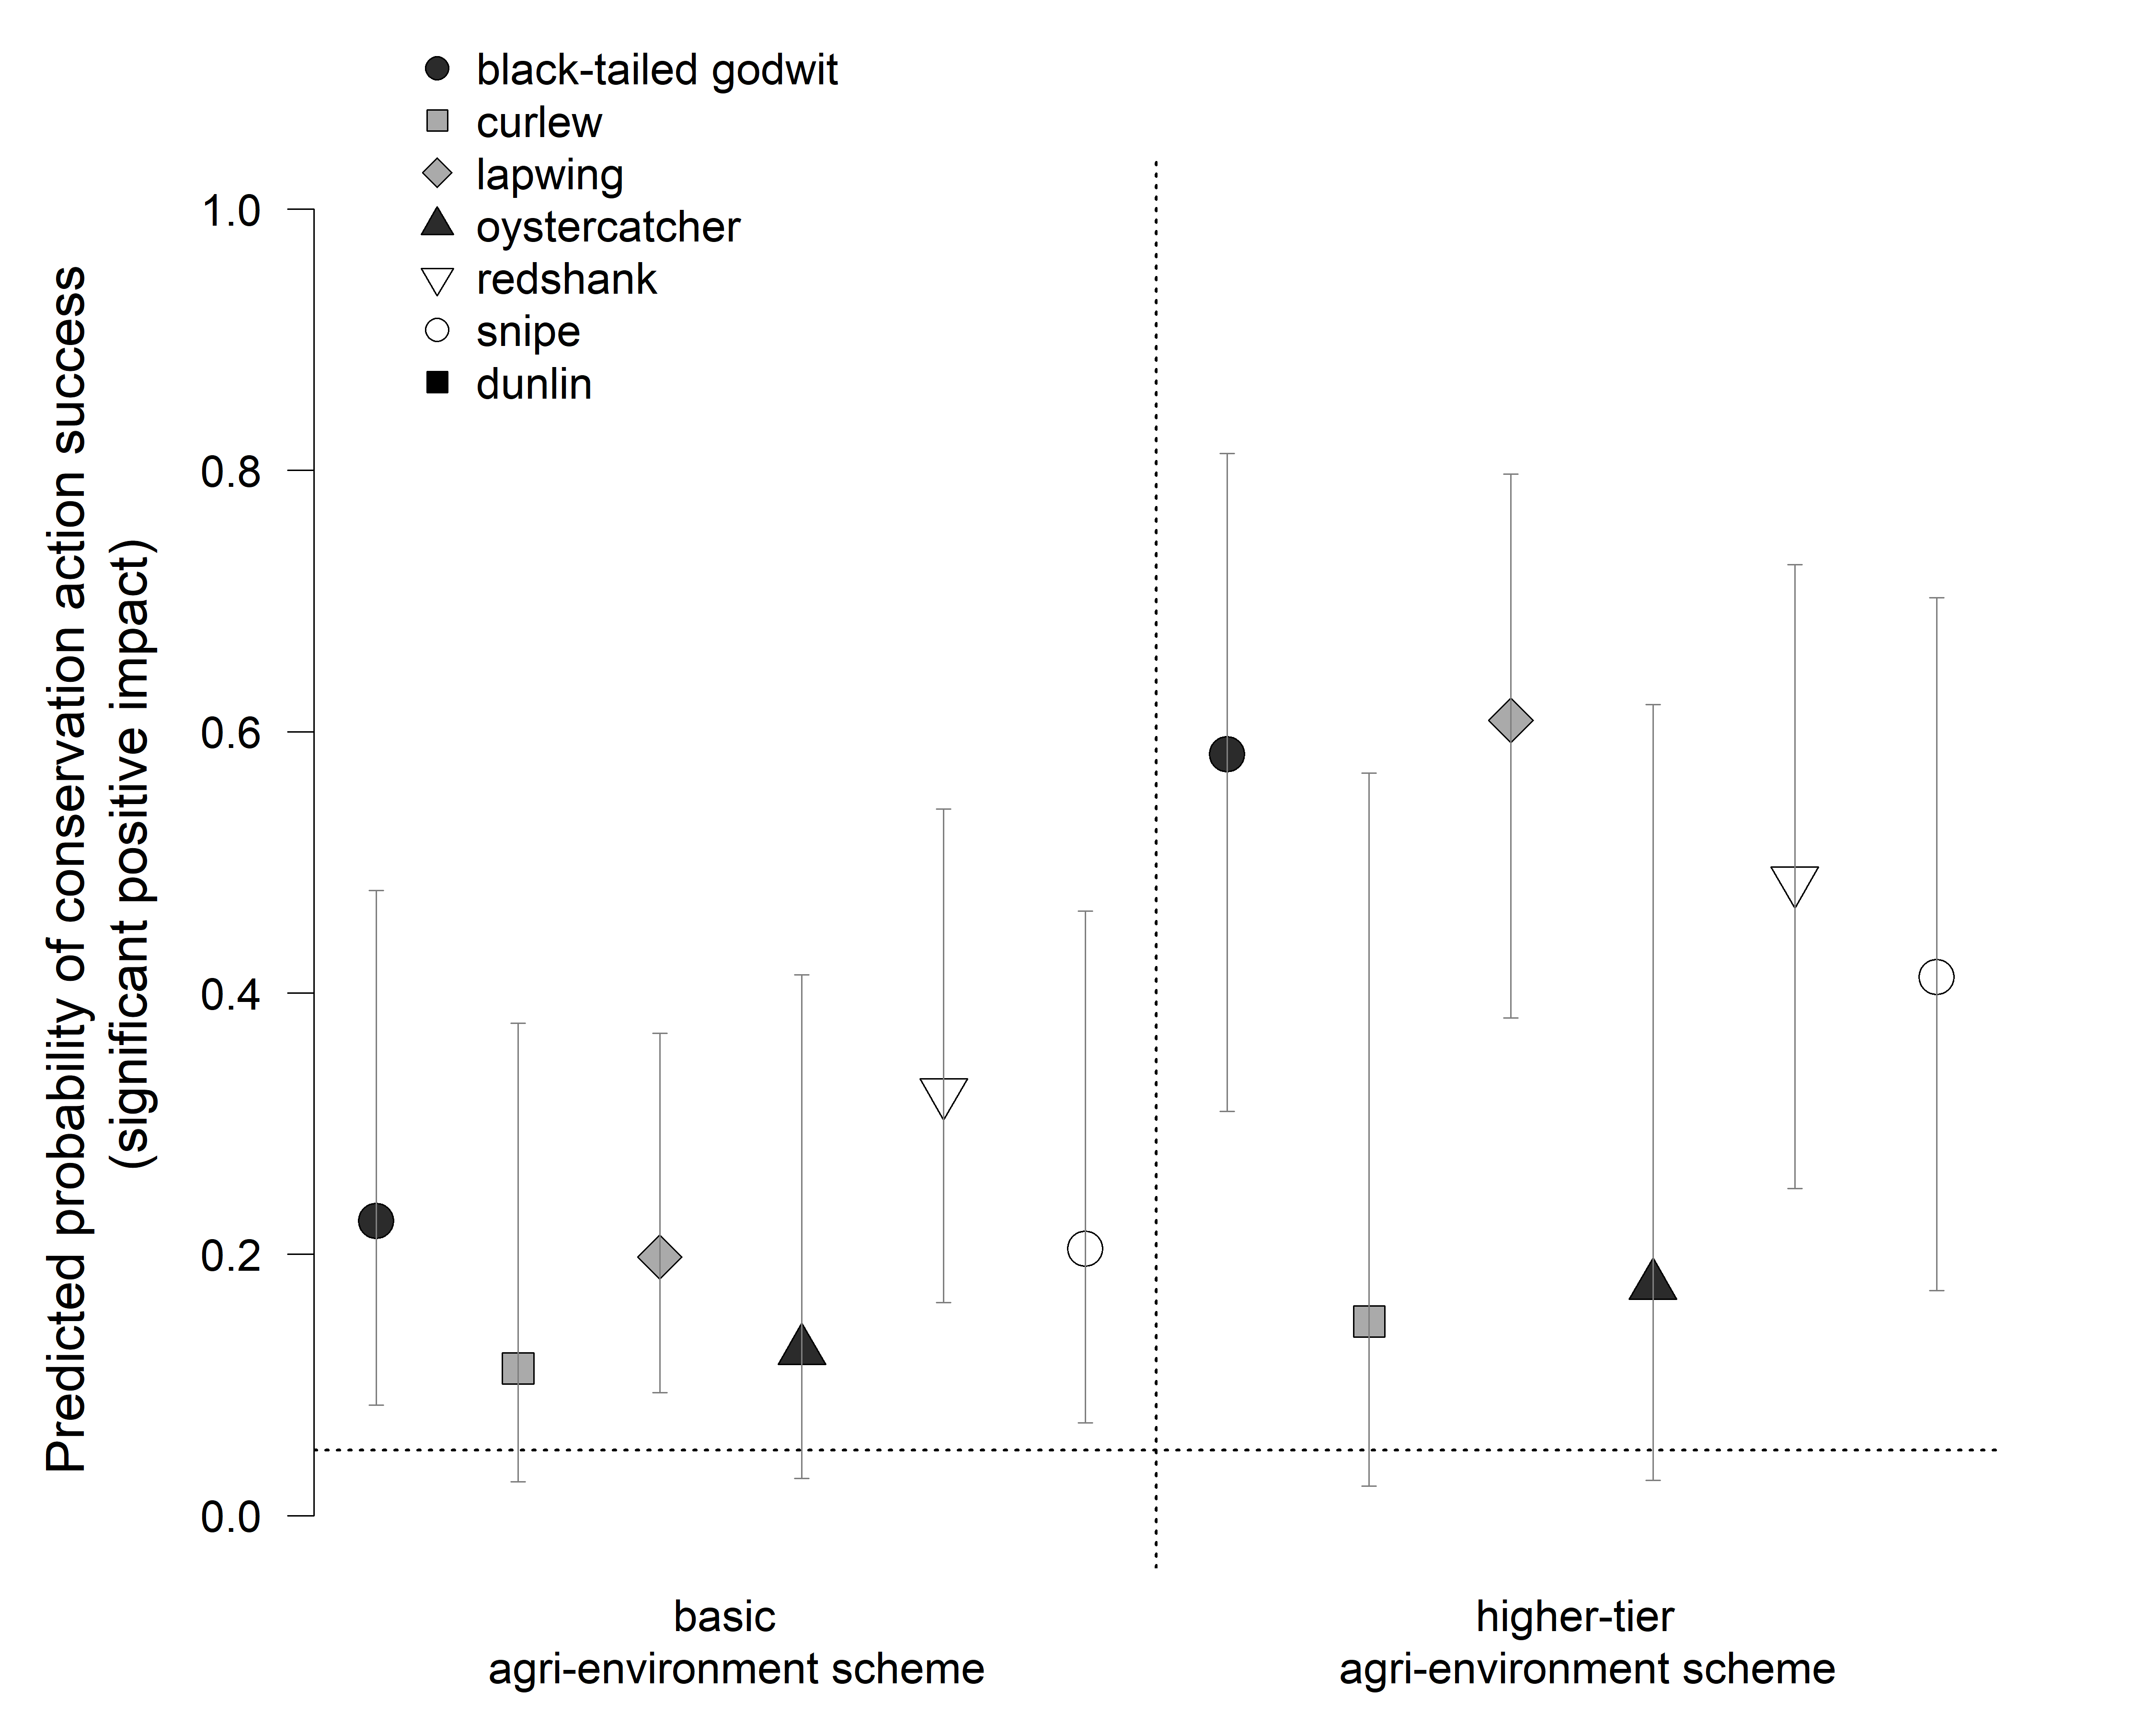 black-tailed godwit
curlew
lapwing
oystercatcher
redshank
snipe
dunlin
Predicted probability of conservation action success
(significant positive impact)
1.0
0.8
0.6
0.4
0.2
0.0
basic
agri-environment scheme
higher-tier
agri-environment scheme